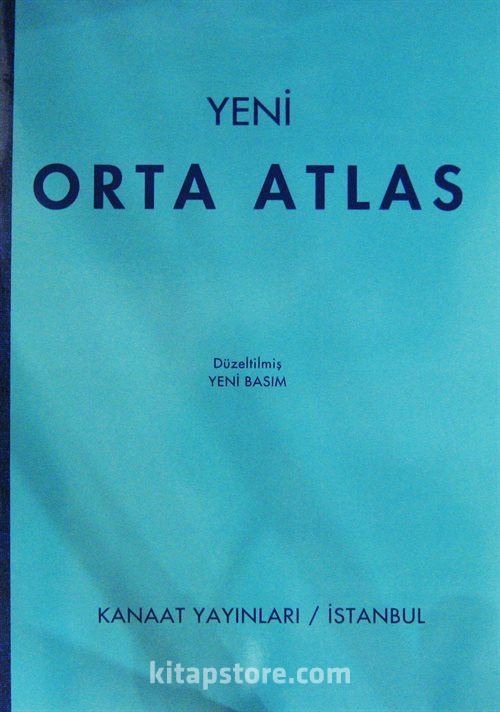 YENİ
ORTA ATLAS
Düzeltilmiş
YENİ BASIM
KANAAT YAYINLARI / İSTANBUL
kitapstore.com